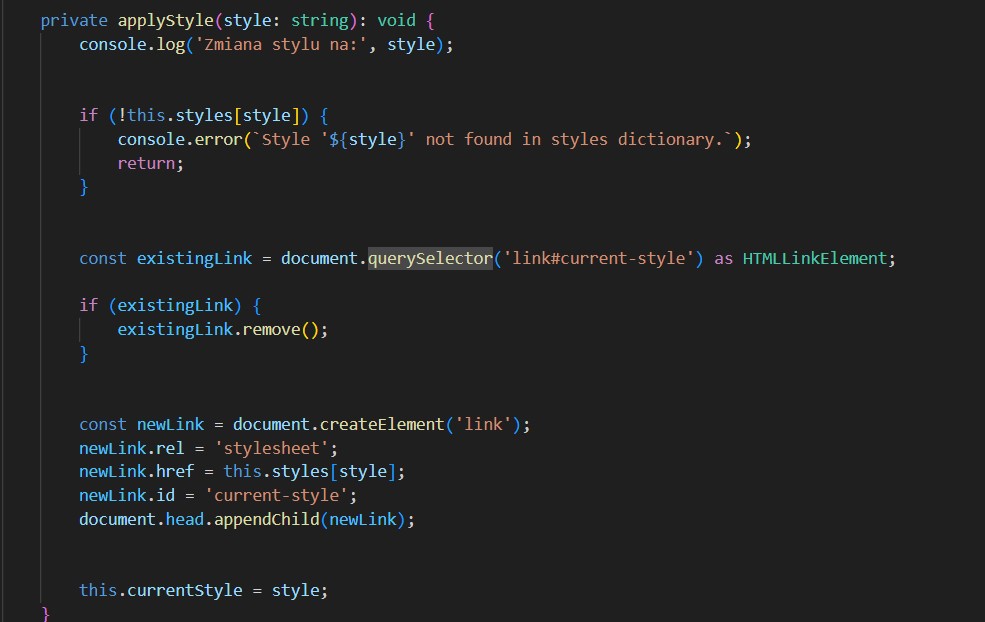 private applyStyle(style: string): void {
console.log('Zmiana stylu na:', style);
if (!this.styles[style]) {
console.error(`Style '${style}' not found in styles dictionary.`);
return;
}
const existingLink = document.querySelector('link#current-style') as HTMLLinkElement;
if (existingLink) {
existingLink.remove();
}
const newLink = document.createElement('link');
newLink.rel = 'stylesheet';
newLink.href = this.styles[style];
newLink.id = 'current-style';
document.head.appendChild(newLink);
this.currentStyle = style;
}